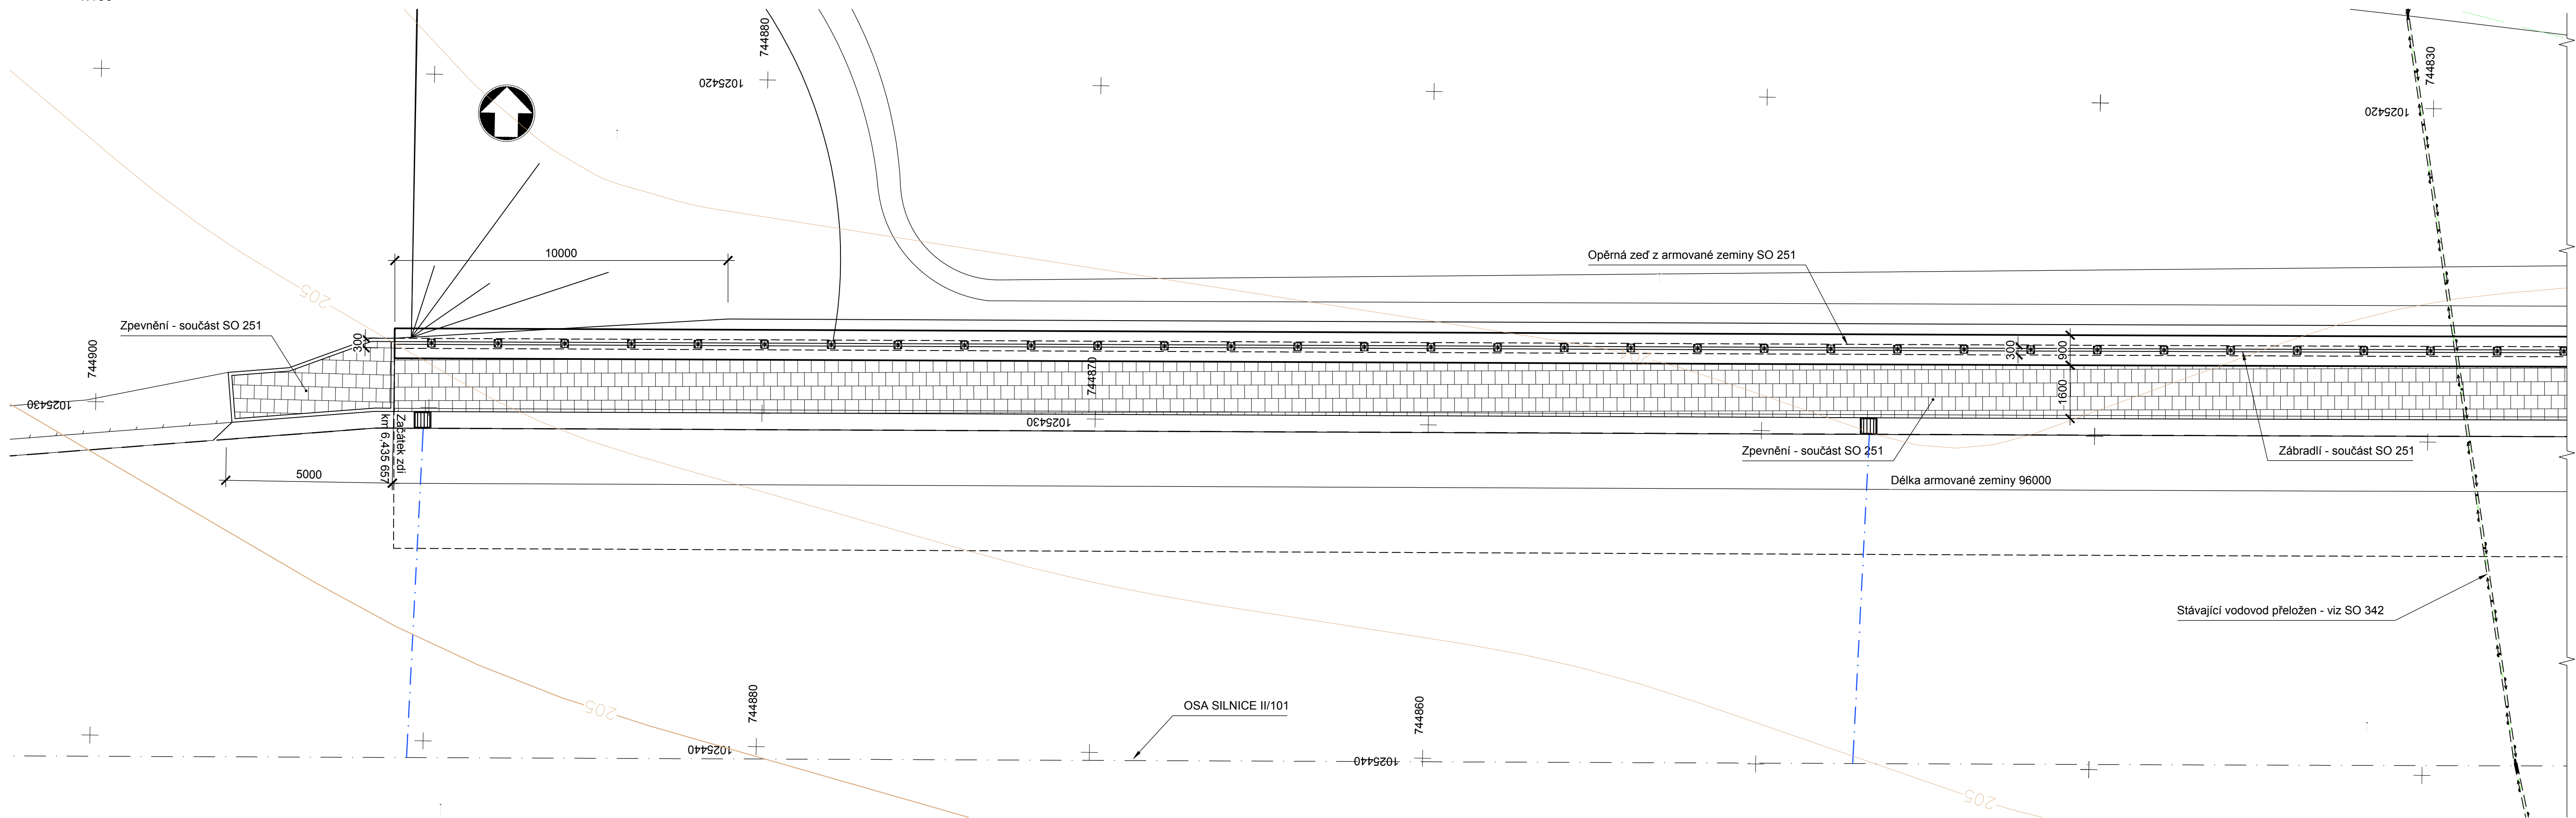 744880
744830
1025420
1025420
10000
Opěrná zeď z armované zeminy SO 251
205
Zpevnění - součást SO 251
300
744900
300
900
744870
1600
1025430
1025430
Začátek zdi
km 6,435 657
Zpevnění - součást SO 251
Zábradlí - součást SO 251
5000
Délka armované zeminy 96000
Stávající vodovod přeložen - viz SO 342
205
744880
744860
OSA SILNICE II/101
1025440
1025440
205